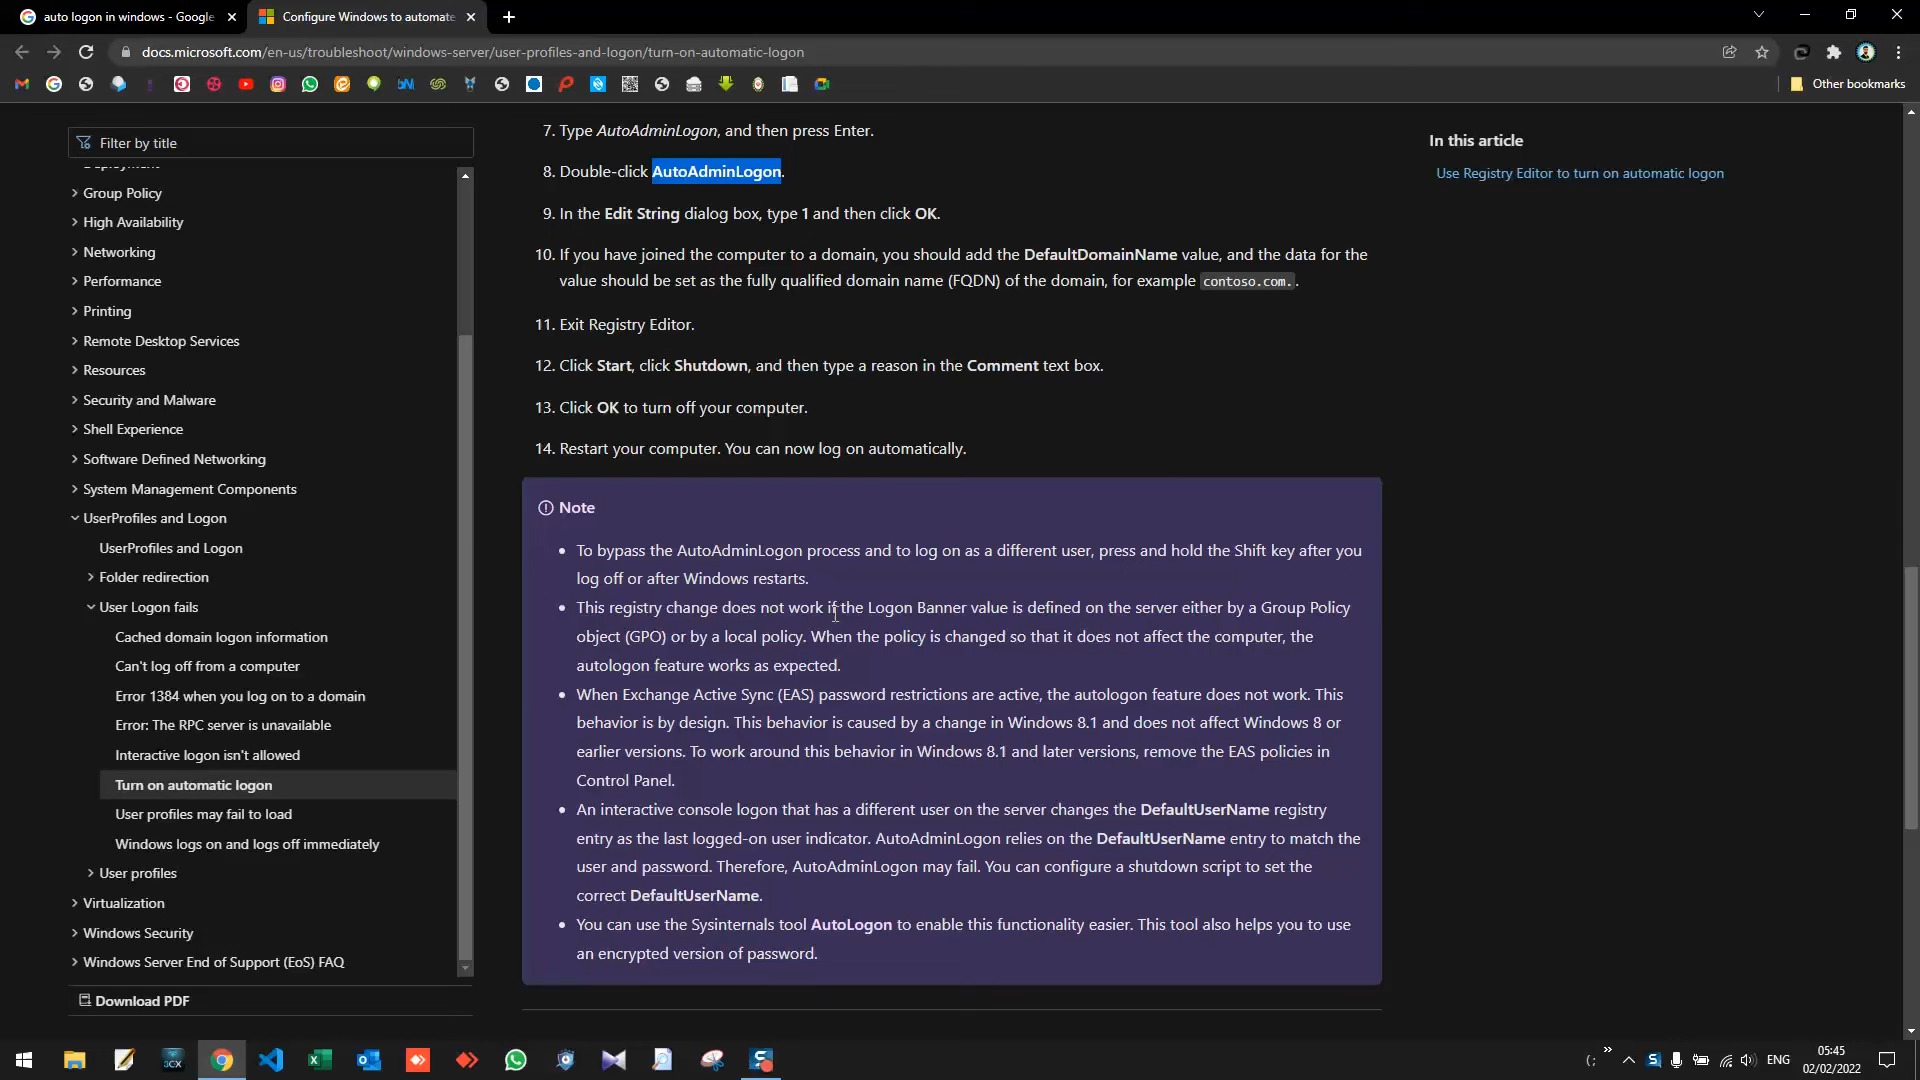 auto logon in windows - Google
Configure Windows to automate
docs.microsoft.com/en-us/troubleshoot/windows-server/user-profiles-and-logon/turn-on-automatic-logon
Other bookmarks
Filter by title
Deployment
Group Policy
High Availability
Networking
Performance
Printing
Remote Desktop Services
Resources
Security and Malware
Shell Experience
Software Defined Networking
System Management Components
UserProfiles and Logon
UserProfiles and Logon
Folder redirection
User Logon fails
Cached domain logon information
Can't log off from a computer
Error 1384 when you log on to a domain
Error: The RPC server is unavailable
Interactive logon isn't allowed
Turn on automatic logon
User profiles may fail to load
Windows logs on and logs off immediately
User profiles
Virtualization
Windows Security
Windows Server End of Support (EoS) FAQ
Download PDF
7. Type AutoAdminLogon, and then press Enter.
8. Double-click AutoAdminLogon.
9. In the Edit String dialog box, type 1 and then click OK.
10. If you have joined the computer to a domain, you should add the DefaultDomainName value, and the data for the
value should be set as the fully qualified domain name (FQDN) of the domain, for example contoso.com..
11. Exit Registry Editor.
12. Click Start, click Shutdown, and then type a reason in the Comment text box.
13. Click OK to turn off your computer.
14. Restart your computer. You can now log on automatically.
Note
• To bypass the AutoAdminLogon process and to log on as a different user, press and hold the Shift key after you
log off or after Windows restarts.
• This registry change does not work if the Logon Banner value is defined on the server either by a Group Policy
object (GPO) or by a local policy. When the policy is changed so that it does not affect the computer, the
autologon feature works as expected.
• When Exchange Active Sync (EAS) password restrictions are active, the autologon feature does not work. This
behavior is by design. This behavior is caused by a change in Windows 8.1 and does not affect Windows 8 or
earlier versions. To work around this behavior in Windows 8.1 and later versions, remove the EAS policies in
Control Panel.
• An interactive console logon that has a different user on the server changes the DefaultUserName registry
entry as the last logged-on user indicator. AutoAdminLogon relies on the DefaultUserName entry to match the
user and password. Therefore, AutoAdminLogon may fail. You can configure a shutdown script to set the
correct DefaultUserName.
• You can use the Sysinternals tool AutoLogon to enable this functionality easier. This tool also helps you to use
an encrypted version of password.
In this article
Use Registry Editor to turn on automatic logon
3CX
ENG
05:45
02/02/2022